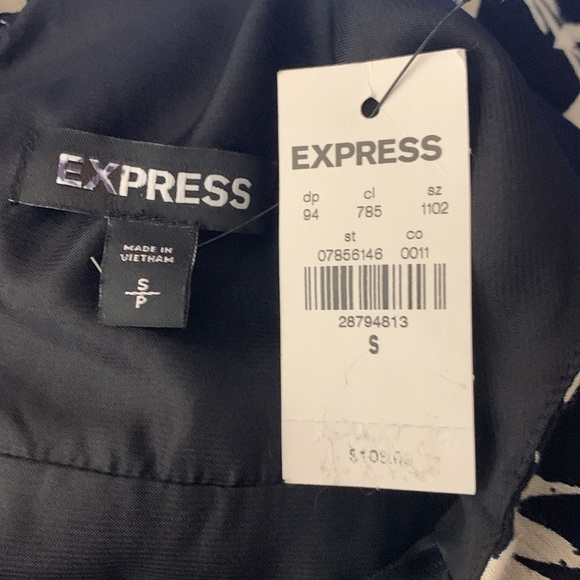 EXPRESS
MADE IN
VIETNAM
S
P
EXPRESS
dp cl sz
94 785 1102
st co
07856146 0011
28794813
S